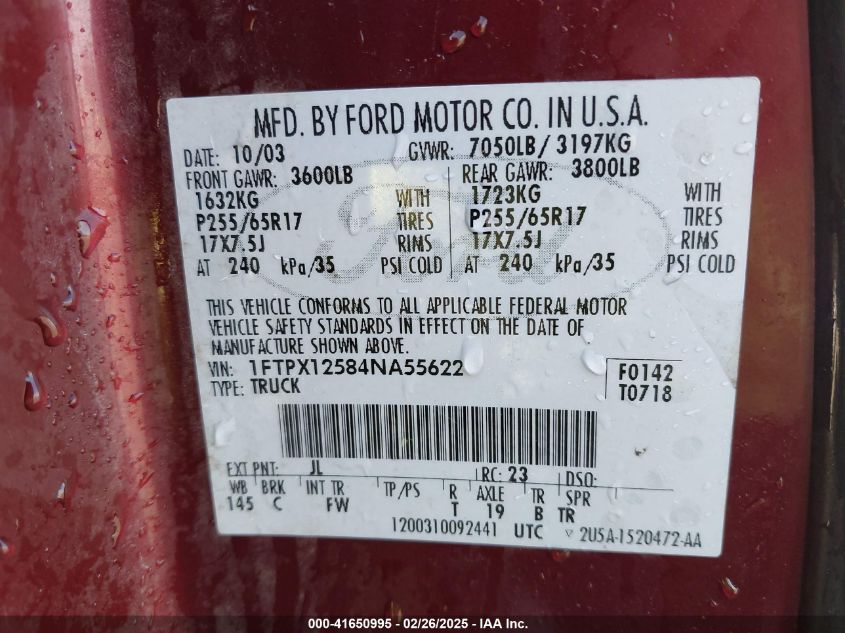 MFD. BY FORD MOTOR CO. IN U.S.A.
DATE: 10/03 GVWR: 7050LB/ 3197KG
FRONT GAWR: 3600LB REAR GAWR: 3800LB
1632KG WITH 1723KG WITH
P255/65R17 TIRES P255/65R17 TIRES
17X7.5J RIMS 17X7.5J RIMS
AT 240 kPa/35 PSI COLD AT 240 kPa/35 PSI COLD
THIS VEHICLE CONFORMS TO ALL APPLICABLE FEDERAL MOTOR
VEHICLE SAFETY STANDARDS IN EFFECT ON THE DATE OF
MANUFACTURE SHOWN ABOVE.
VIN: 1FTPX12584NA55622 F0142
TYPE: TRUCK T0718
EXT PNT: JL RC: 23 DSO:
WB BRK INT TR TP/PS R AXLE TR SPR
145 C FW T 19 B TR
1200310092441 UTC ▽ 2U5A-1520472-AA
Ford
000-41650995 - 02/26/2025 - IAA Inc.